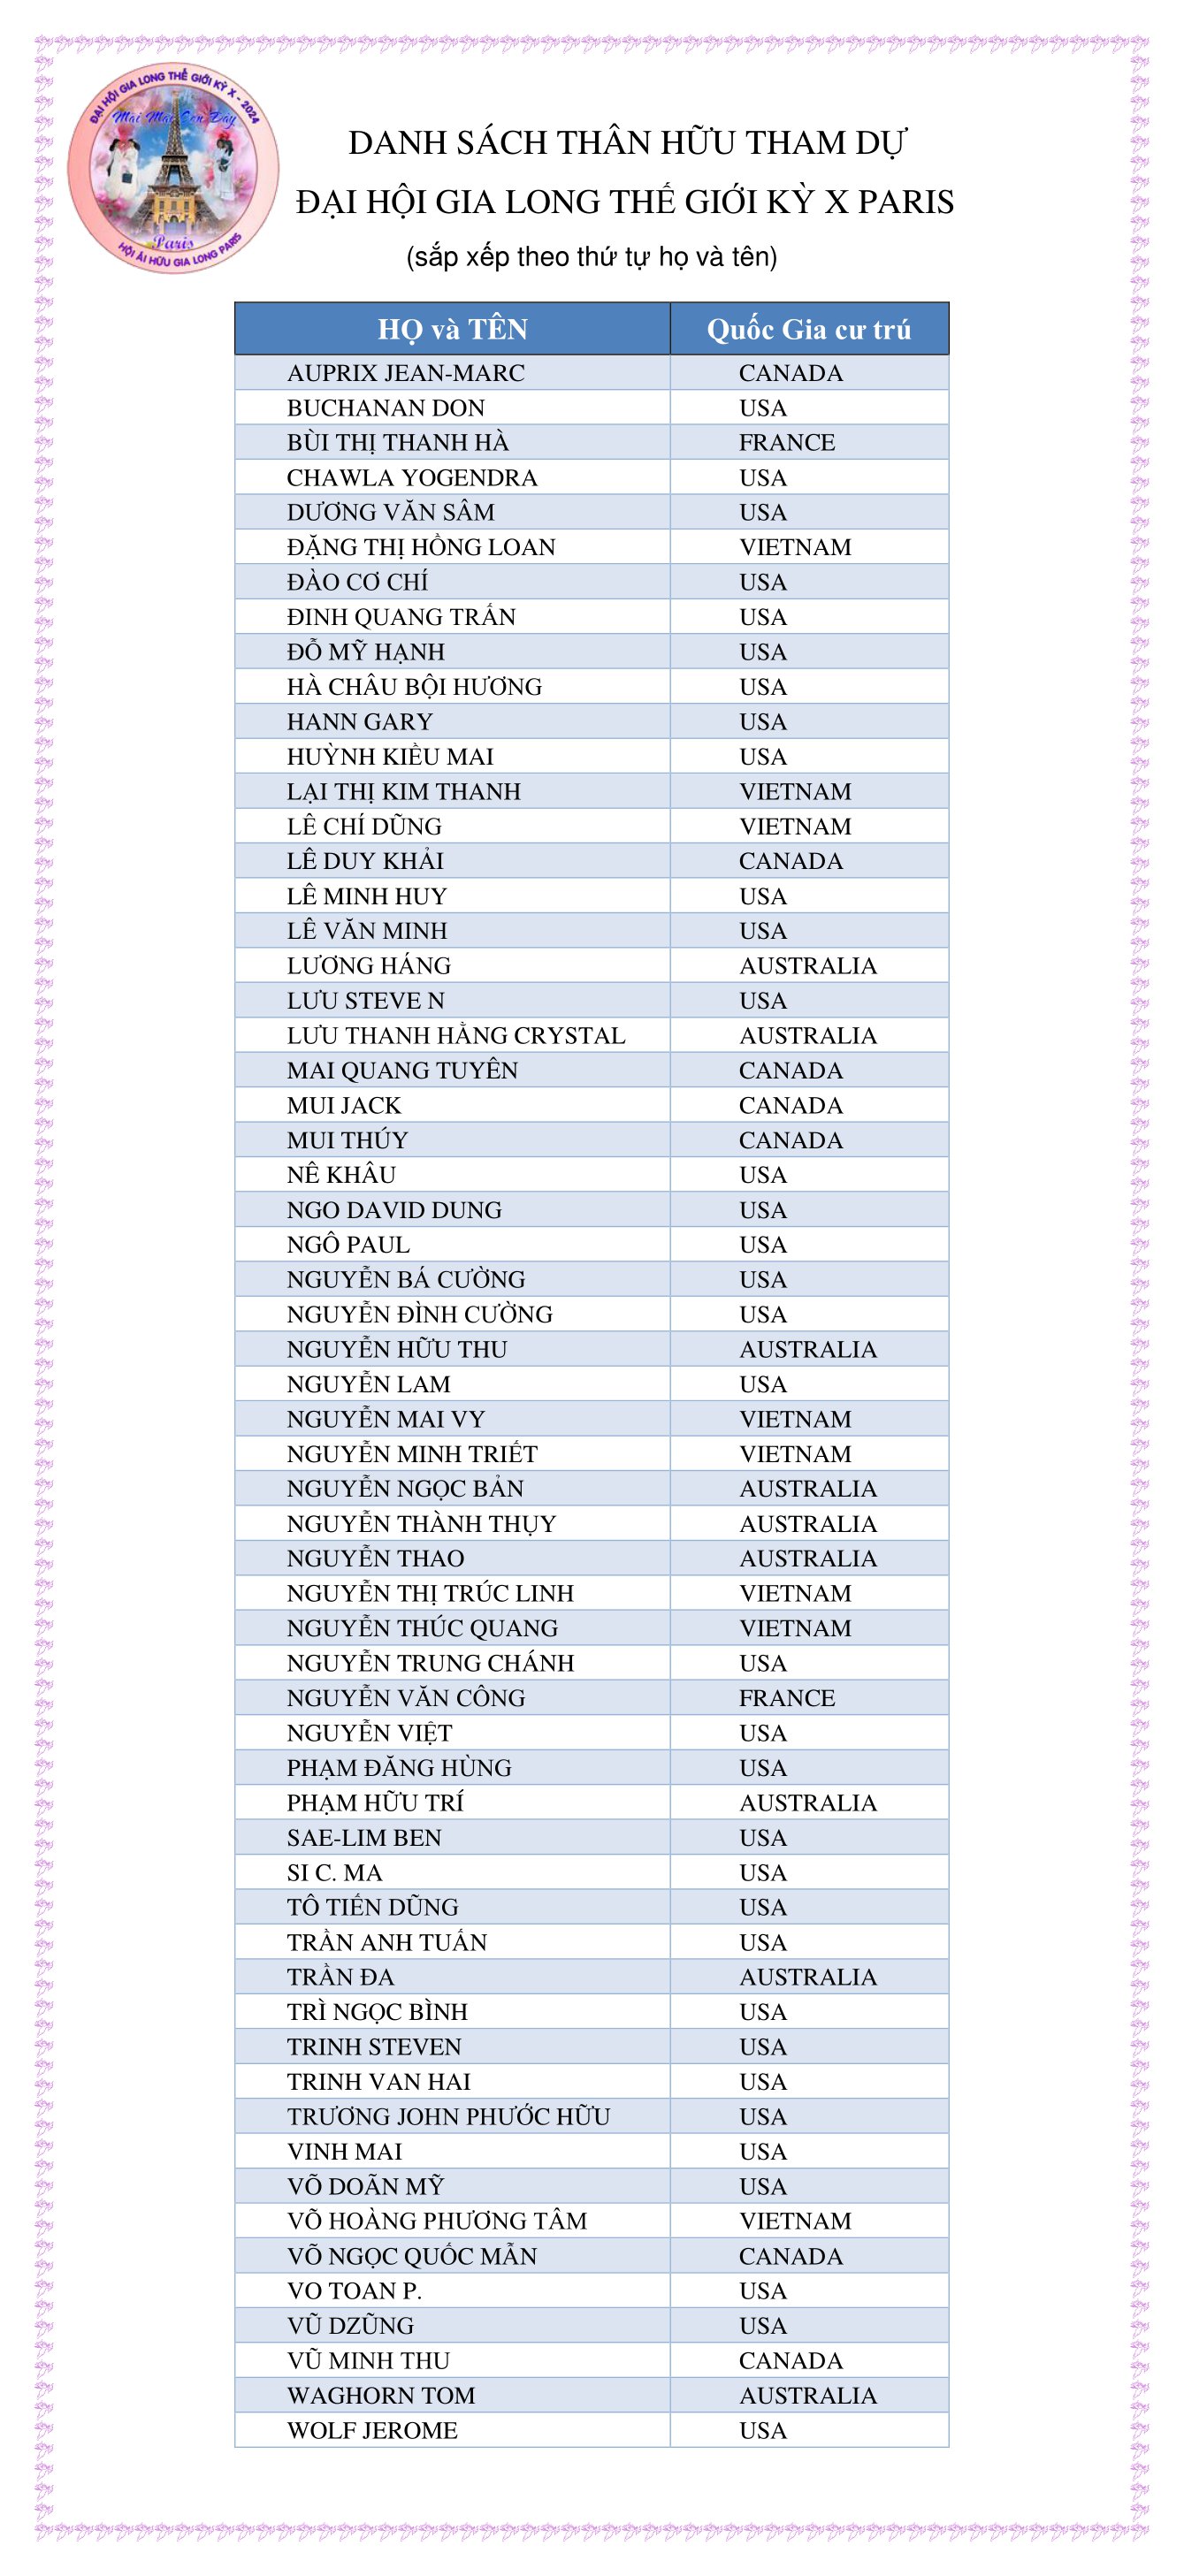 ĐẠI HỘI GIA LONG THẾ GIỚI KỲ X - 2024
Mãi Mãi Còn Đây
Paris
HỘI ÁI HỮU GIA LONG PARIS
DANH SÁCH THÂN HỮU THAM DỰ
ĐẠI HỘI GIA LONG THẾ GIỚI KỲ X PARIS
(sắp xếp theo thứ tự họ và tên)
HỌ và TÊN Quốc Gia cư trú
AUPRIX JEAN-MARC CANADA
BUCHANAN DON USA
BÙI THỊ THANH HÀ FRANCE
CHAWLA YOGENDRA USA
DƯƠNG VĂN SÂM USA
ĐẶNG THỊ HỒNG LOAN VIETNAM
ĐÀO CƠ CHÍ USA
ĐINH QUANG TRẤN USA
ĐỖ MỸ HẠNH USA
HÀ CHÂU BỘI HƯƠNG USA
HANN GARY USA
HUỲNH KIỀU MAI USA
LẠI THỊ KIM THANH VIETNAM
LÊ CHÍ DŨNG VIETNAM
LÊ DUY KHẢI CANADA
LÊ MINH HUY USA
LÊ VĂN MINH USA
LƯƠNG HÁNG AUSTRALIA
LƯU STEVE N USA
LƯU THANH HẰNG CRYSTAL AUSTRALIA
MAI QUANG TUYÊN CANADA
MUI JACK CANADA
MUI THÚY CANADA
NÊ KHÂU USA
NGO DAVID DUNG USA
NGÔ PAUL USA
NGUYỄN BÁ CƯỜNG USA
NGUYỄN ĐÌNH CƯỜNG USA
NGUYỄN HỮU THU AUSTRALIA
NGUYỄN LAM USA
NGUYỄN MAI VY VIETNAM
NGUYỄN MINH TRIẾT VIETNAM
NGUYỄN NGỌC BẢN AUSTRALIA
NGUYỄN THÀNH THỤY AUSTRALIA
NGUYỄN THAO AUSTRALIA
NGUYỄN THỊ TRÚC LINH VIETNAM
NGUYỄN THÚC QUANG VIETNAM
NGUYỄN TRUNG CHÁNH USA
NGUYỄN VĂN CÔNG FRANCE
NGUYỄN VIỆT USA
PHẠM ĐĂNG HÙNG USA
PHẠM HỮU TRÍ AUSTRALIA
SAE-LIM BEN USA
SI C. MA USA
TÔ TIẾN DŨNG USA
TRẦN ANH TUẤN USA
TRẦN ĐA AUSTRALIA
TRÌ NGỌC BÌNH USA
TRINH STEVEN USA
TRINH VAN HAI USA
TRƯƠNG JOHN PHƯỚC HỮU USA
VINH MAI USA
VÕ DOÃN MỸ USA
VÕ HOÀNG PHƯƠNG TÂM VIETNAM
VÕ NGỌC QUỐC MẪN CANADA
VO TOAN P. USA
VŨ DZŨNG USA
VŨ MINH THU CANADA
WAGHORN TOM AUSTRALIA
WOLF JEROME USA